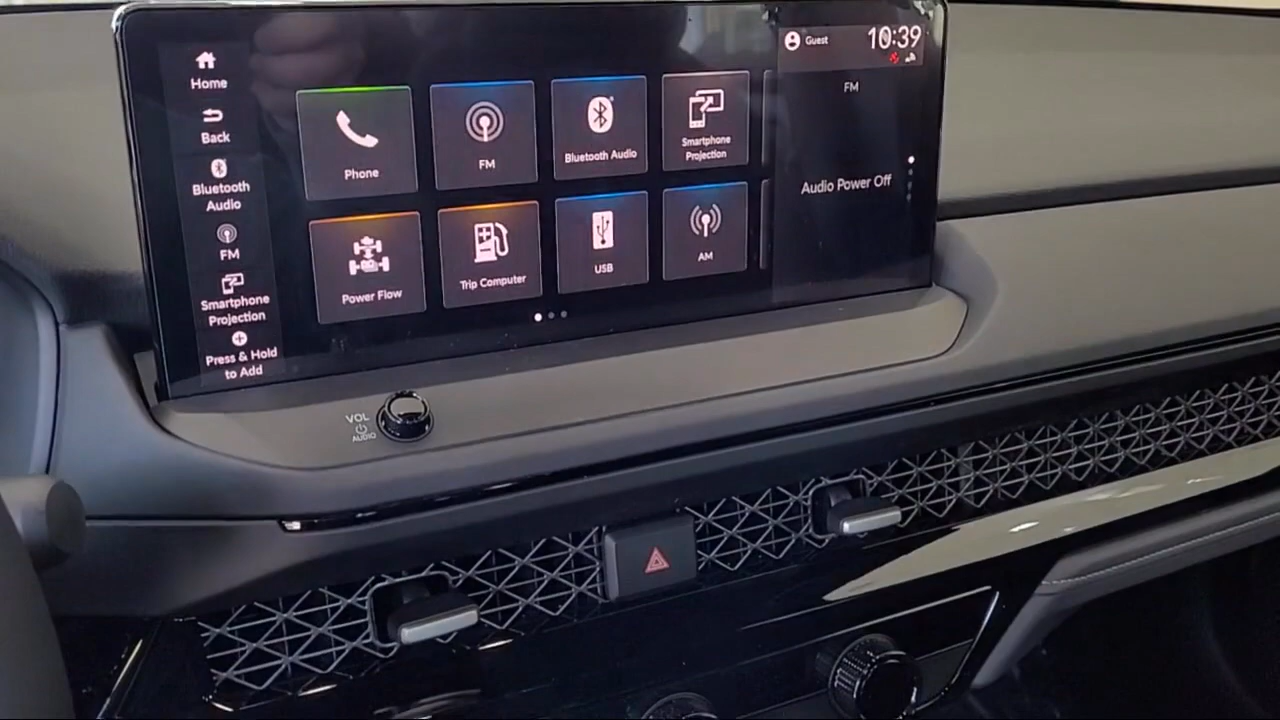 Home
Back
Bluetooth
Audio
FM
Smartphone
Projection
Press & Hold
to Add
Phone
FM
Bluetooth Audio
Smartphone
Projection
Power Flow
Trip Computer
USB
AM
Guest
10:39
FM
Audio Power Off
VOL
AUDIO